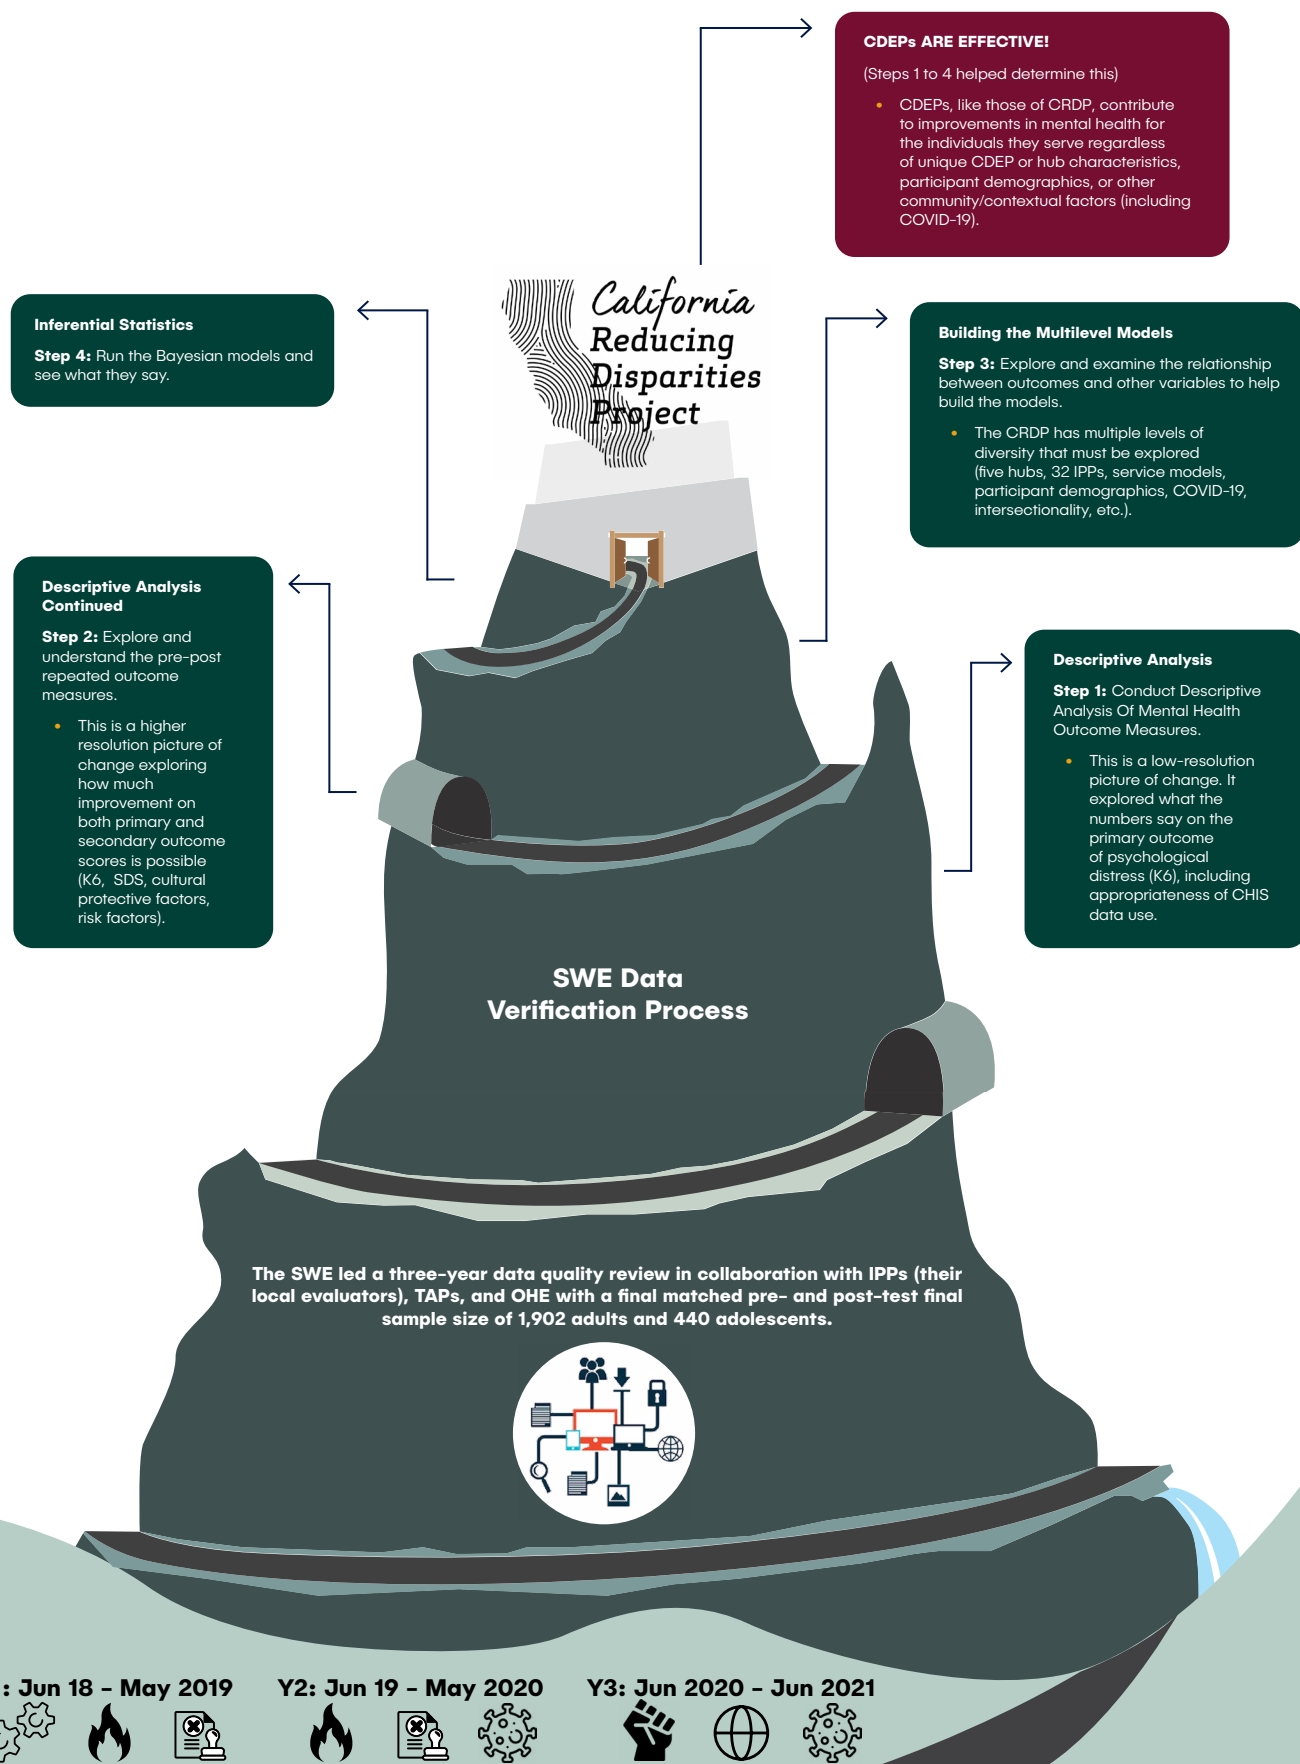 CDEPs ARE EFFECTIVE!
(Steps 1 to 4 helped determine this)
• CDEPs, like those of CRDP, contribute
to improvements in mental health for
the individuals they serve regardless
of unique CDEP or hub characteristics,
participant demographics, or other
community/contextual factors (including
COVID-19).
California
Reducing
Disparities
Project
Inferential Statistics
Step 4: Run the Bayesian models and
see what they say.
Building the Multilevel Models
Step 3: Explore and examine the relationship
between outcomes and other variables to help
build the models.
• The CRDP has multiple levels of
diversity that must be explored
(five hubs, 32 IPPs, service models,
participant demographics, COVID-19,
intersectionality, etc.).
Descriptive Analysis
Continued
Step 2: Explore and
understand the pre-post
repeated outcome
measures.
• This is a higher
resolution picture of
change exploring
how much
improvement on
both primary and
secondary outcome
scores is possible
(K6, SDS, cultural
protective factors,
risk factors).
Descriptive Analysis
Step 1: Conduct Descriptive
Analysis Of Mental Health
Outcome Measures.
• This is a low-resolution
picture of change. It
explored what the
numbers say on the
primary outcome
of psychological
distress (K6), including
appropriateness of CHIS
data use.
SWE Data
Verification Process
The SWE led a three-year data quality review in collaboration with IPPs (their
local evaluators), TAPs, and OHE with a final matched pre- and post-test final
sample size of 1,902 adults and 440 adolescents.
: Jun 18 - May 2019
Y2: Jun 19 - May 2020
Y3: Jun 2020 - Jun 2021